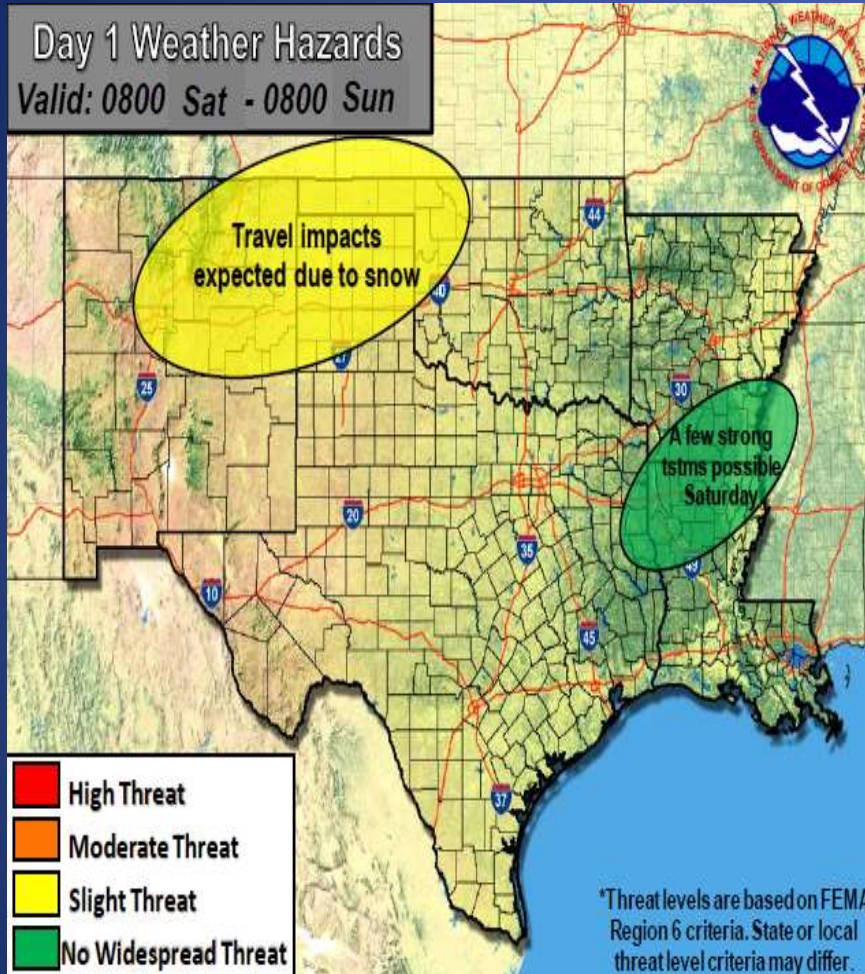 Day 1 Weather Hazards
Valid: 0800 Sat - 0800 Sun
NATIONAL WEATHER SERVICE
Travel impacts
expected due to snow
44
40
27
25
30
A few strong
tstms possible
Saturday
20
35
49
10
45
37
High Threat
Moderate Threat
Slight Threat
No Widespread Threat
*Threat levels are based on FEMA
Region 6 criteria. State or local
threat level criteria may differ.